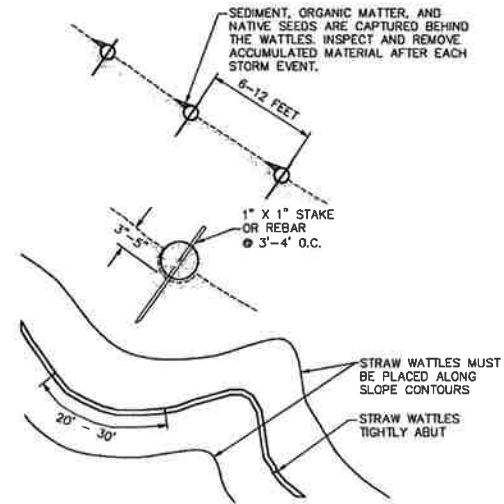 SEDIMENT, ORGANIC MATTER, AND
NATIVE SEEDS ARE CAPTURED BEHIND
THE WATTLES. INSPECT AND REMOVE
ACCUMULATED MATERIAL AFTER EACH
STORM EVENT.
6-12 FEET
1" X 1" STAKE
OR REBAR
@ 3'-4' O.C.
3"-5"
STRAW WATTLES MUST
BE PLACED ALONG
SLOPE CONTOURS
20' - 30'
STRAW WATTLES
TIGHTLY ABUT